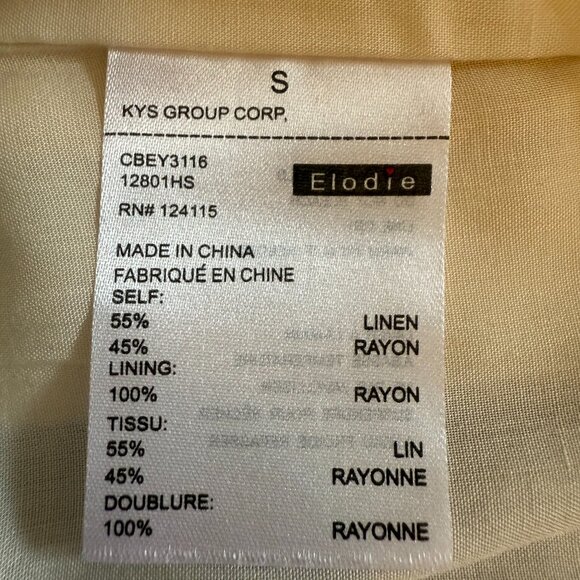 S
KYS GROUP CORP.
CBEY3116
12801HS
Elodie
RN# 124115
MADE IN CHINA
FABRIQUÉ EN CHINE
SELF:
55% LINEN
45% RAYON
LINING:
100% RAYON
TISSU:
55% LIN
45% RAYONNE
DOUBLURE:
100% RAYONNE